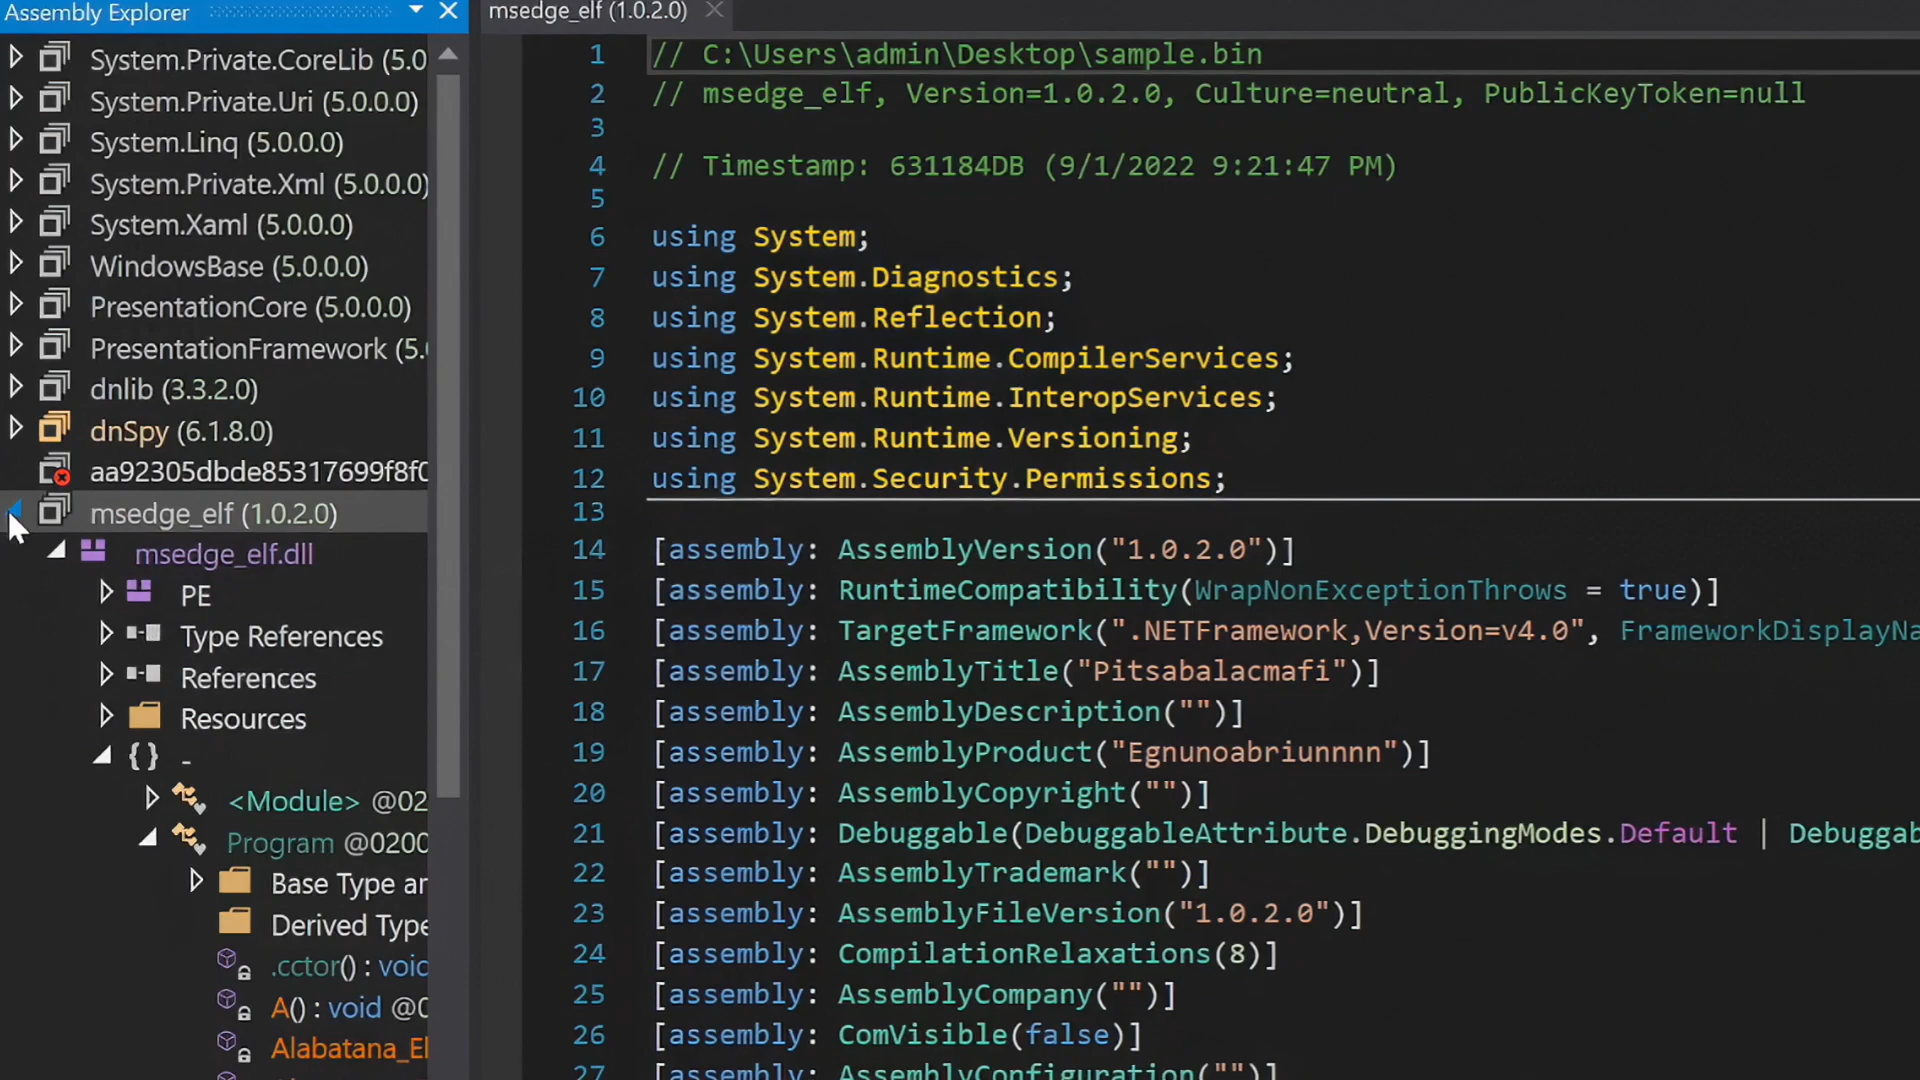 Assembly Explorer
System.Private.CoreLib (5.0
System.Private.Uri (5.0.0.0)
System.Linq (5.0.0.0)
System.Private.Xml (5.0.0.0)
System.Xaml (5.0.0.0)
WindowsBase (5.0.0.0)
PresentationCore (5.0.0.0)
PresentationFramework (5.
dnlib (3.3.2.0)
dnSpy (6.1.8.0)
aa92305dbde85317699f8f0
msedge_elf (1.0.2.0)
msedge_elf.dll
PE
Type References
References
Resources
{ } -
<Module> @02
Program @0200
Base Type an
Derived Type
.cctor() : void
A() : void @0
Alabatana_El
msedge_elf (1.0.2.0)
1 // C:\Users\admin\Desktop\sample.bin
2 // msedge_elf, Version=1.0.2.0, Culture=neutral, PublicKeyToken=null
3
4 // Timestamp: 631184DB (9/1/2022 9:21:47 PM)
5
6 using System;
7 using System.Diagnostics;
8 using System.Reflection;
9 using System.Runtime.CompilerServices;
10 using System.Runtime.InteropServices;
11 using System.Runtime.Versioning;
12 using System.Security.Permissions;
13
14 [assembly: AssemblyVersion("1.0.2.0")]
15 [assembly: RuntimeCompatibility(WrapNonExceptionThrows = true)]
16 [assembly: TargetFramework(".NETFramework,Version=v4.0", FrameworkDisplayNa
17 [assembly: AssemblyTitle("Pitsabalacmafi")]
18 [assembly: AssemblyDescription("")]
19 [assembly: AssemblyProduct("Egnunoabriunnnn")]
20 [assembly: AssemblyCopyright("")]
21 [assembly: Debuggable(DebuggableAttribute.DebuggingModes.Default | Debuggab
22 [assembly: AssemblyTrademark("")]
23 [assembly: AssemblyFileVersion("1.0.2.0")]
24 [assembly: CompilationRelaxations(8)]
25 [assembly: AssemblyCompany("")]
26 [assembly: ComVisible(false)]
27 [assembly: AssemblyConfiguration("")]